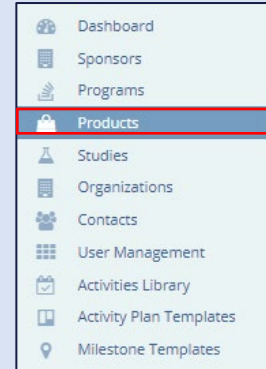 Dashboard
Sponsors
Programs
Products
Studies
Organizations
Contacts
User Management
Activities Library
Activity Plan Templates
Milestone Templates